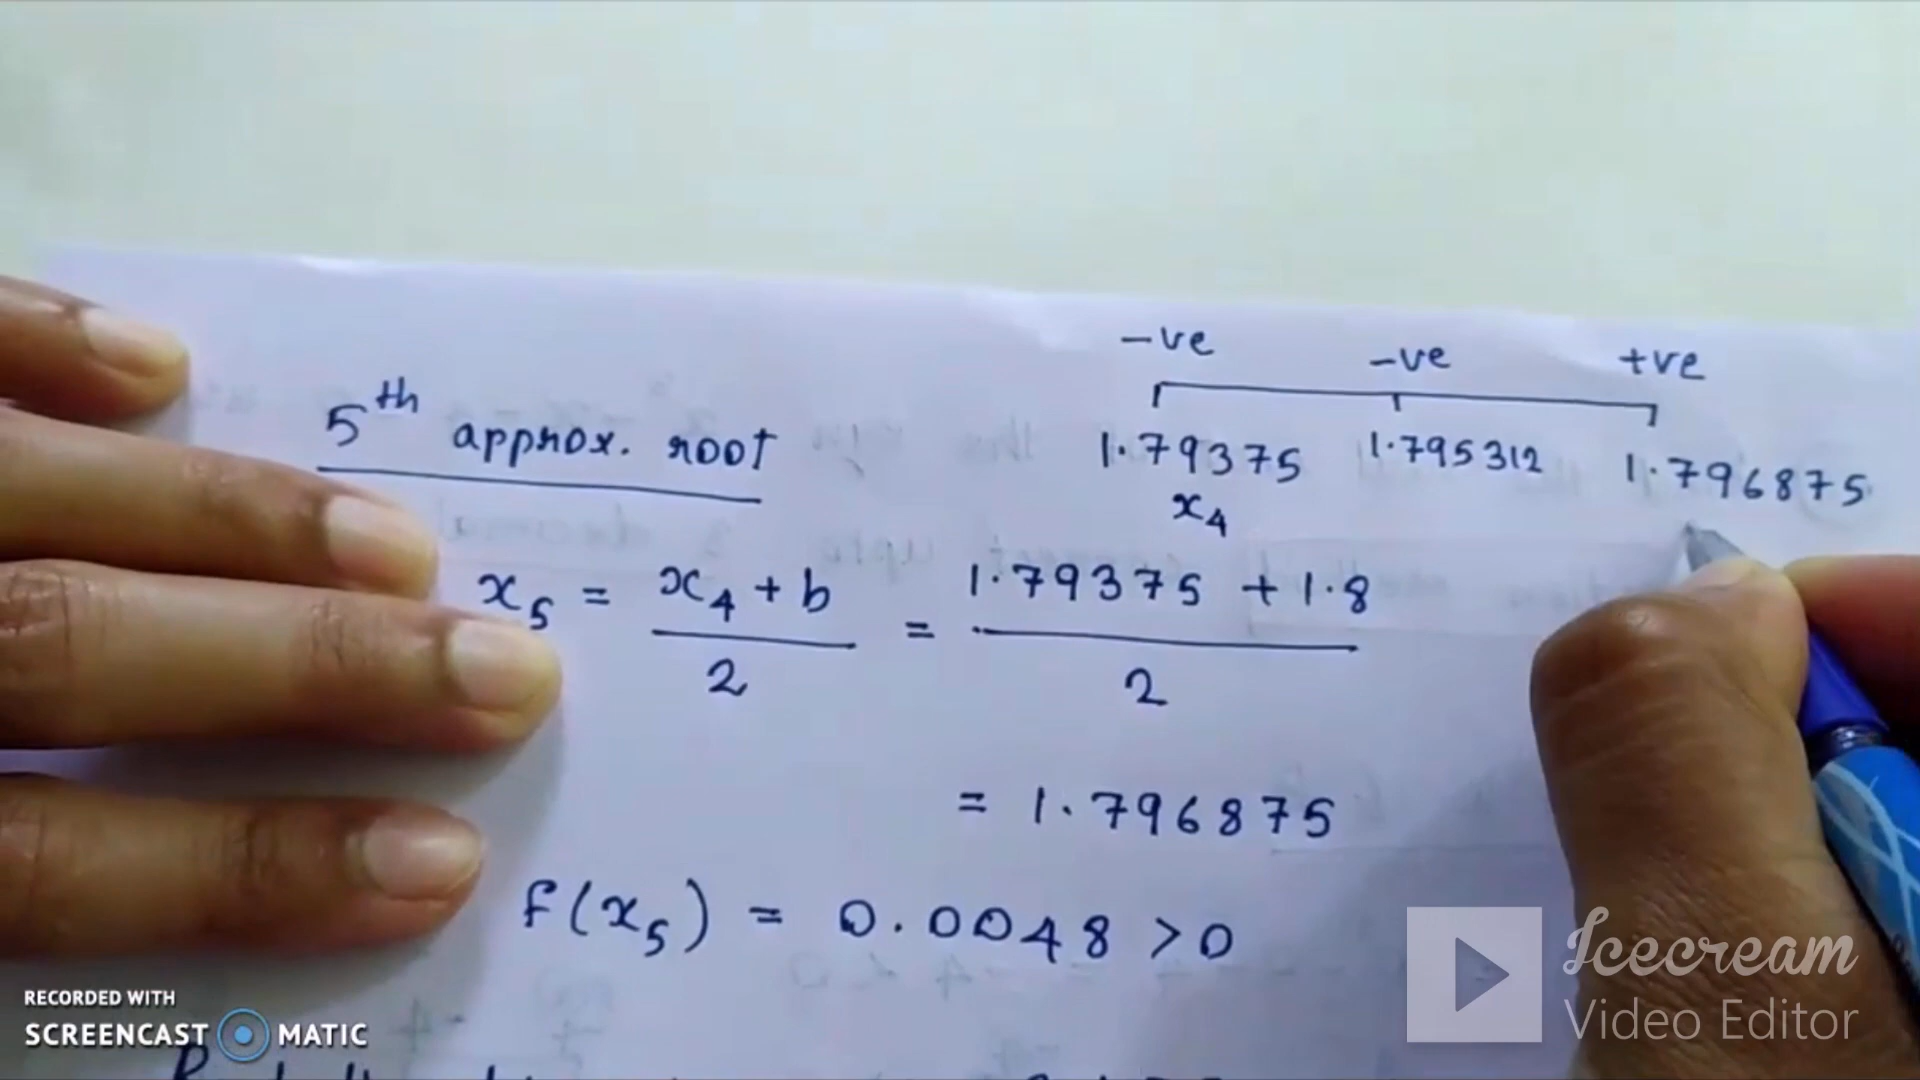 -ve -ve +ve
5th approx. root
1.79375 1.795312 1.796875
x4
x5 = x4 + b / 2 = 1.79375 + 1.8 / 2
= 1.796875
f(x5) = 0.0048 > 0
Icecream
Video Editor
RECORDED WITH
SCREENCAST MATIC